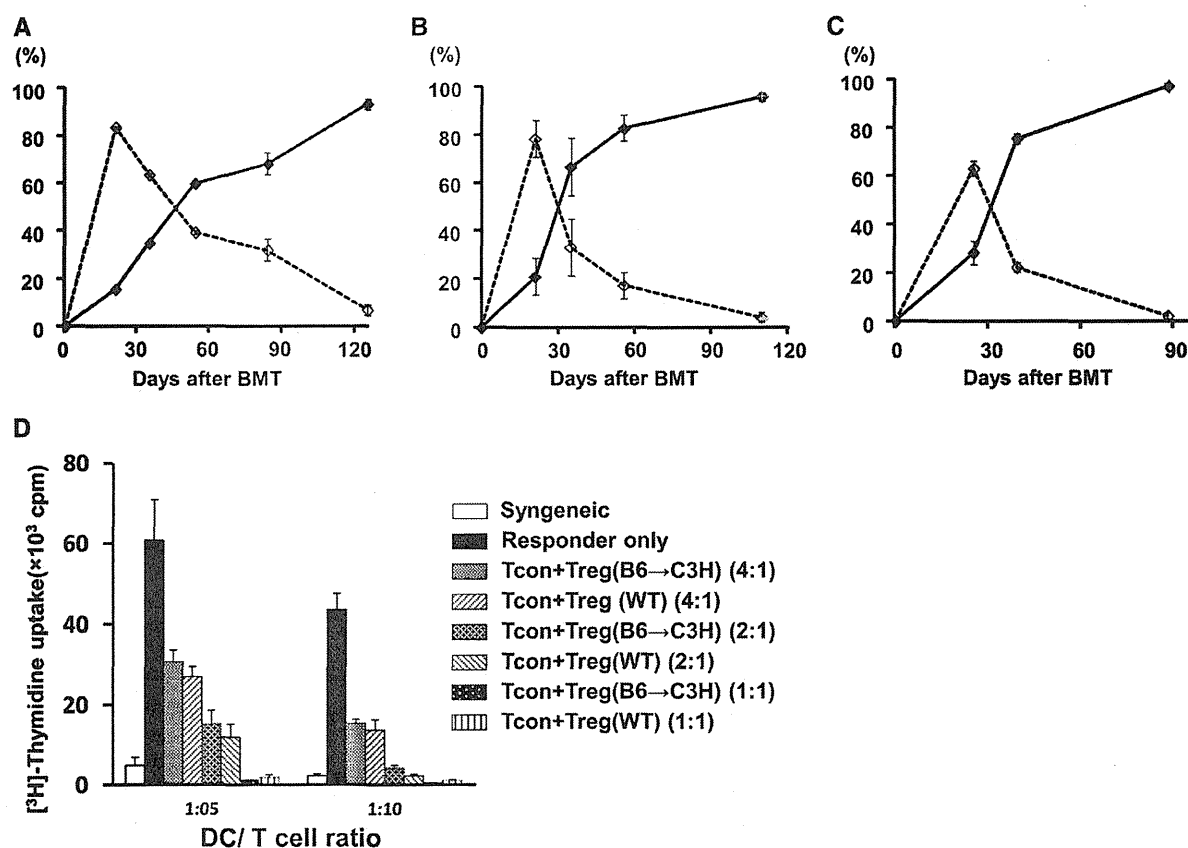 A
(%)
100
80
60
40
20
0
0 30 60 90 120
Days after BMT
B
(%)
100
80
60
40
20
0
0 30 60 90 120
Days after BMT
C
(%)
100
80
60
40
20
0
0 30 60 90
Days after BMT
D
[³H]-Thymidine uptake(×10³ cpm)
80
60
40
20
0
1:05 1:10
DC/ T cell ratio
Syngeneic
Responder only
Tcon+Treg(B6→C3H) (4:1)
Tcon+Treg (WT) (4:1)
Tcon+Treg(B6→C3H) (2:1)
Tcon+Treg(WT) (2:1)
Tcon+Treg(B6→C3H) (1:1)
Tcon+Treg(WT) (1:1)